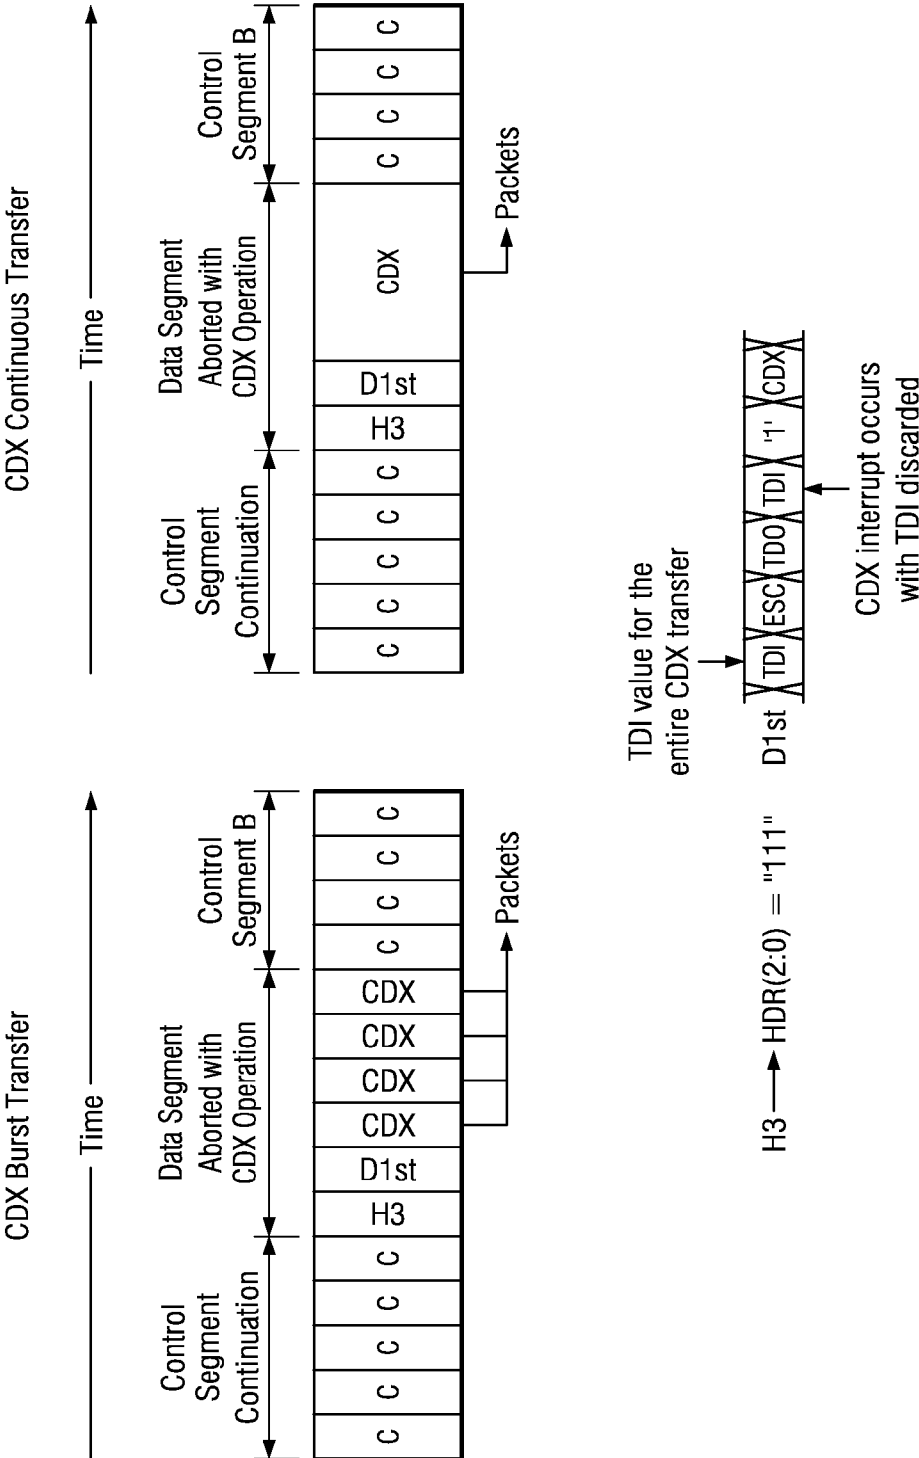 CDX Burst Transfer
Time
Control
Segment
Continuation
Data Segment
Aborted with
CDX Operation
Control
Segment B
C C C C C H3 D1st CDX CDX CDX CDX C C C C
Packets
CDX Continuous Transfer
Time
Control
Segment
Continuation
Data Segment
Aborted with
CDX Operation
Control
Segment B
C C C C C H3 D1st CDX C C C C
Packets
H3 HDR(2:0) = "111"
TDI value for the
entire CDX transfer
D1st TDI ESC TDO TDI '1' CDX
CDX interrupt occurs
with TDI discarded